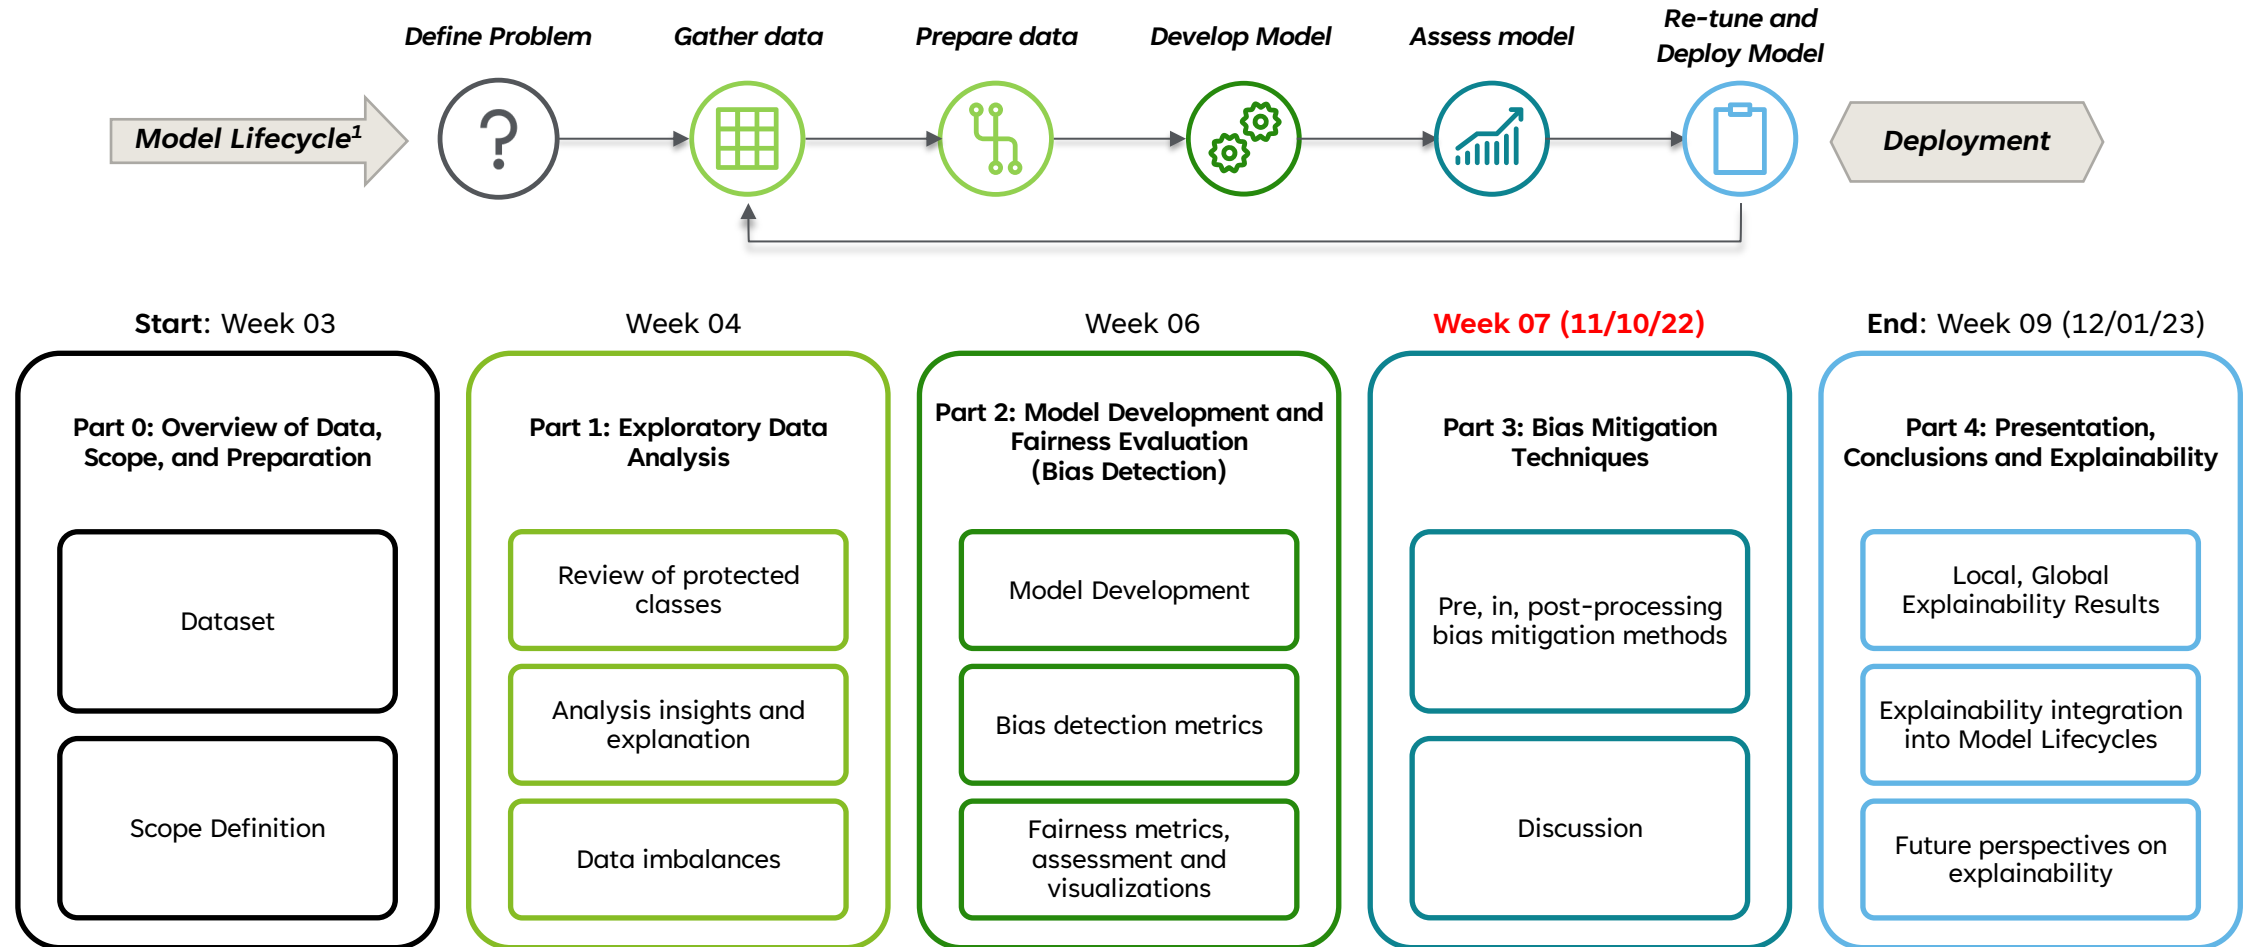 Define Problem
Gather data
Prepare data
Develop Model
Assess model
Re-tune and
Deploy Model
Model Lifecycle1
?
Deployment
Start: Week 03
Week 04
Week 06
Week 07 (11/10/22)
End: Week 09 (12/01/23)
Part 0: Overview of Data,
Scope, and Preparation
Dataset
Scope Definition
Part 1: Exploratory Data
Analysis
Review of protected
classes
Analysis insights and
explanation
Data imbalances
Part 2: Model Development and
Fairness Evaluation
(Bias Detection)
Model Development
Bias detection metrics
Fairness metrics,
assessment and
visualizations
Part 3: Bias Mitigation
Techniques
Pre, in, post-processing
bias mitigation methods
Discussion
Part 4: Presentation,
Conclusions and Explainability
Local, Global
Explainability Results
Explainability integration
into Model Lifecycles
Future perspectives on
explainability